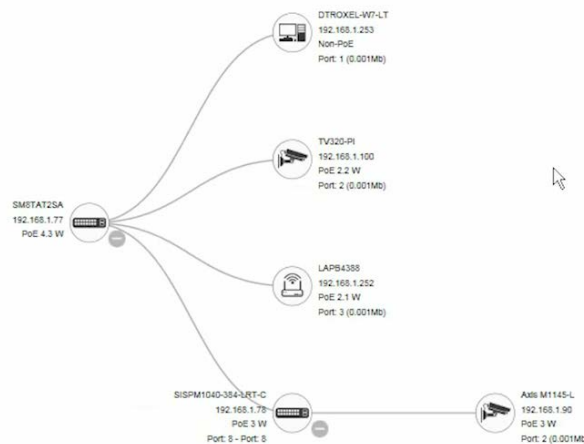 DTROXEL-W7-LT
192.168.1.253
Non-PoE
Port: 1 (0.001Mb)
TV320-PI
192.168.1.100
PoE 2.2 W
Port: 2 (0.001Mb)
SM8TAT2SA
192.168.1.77
PoE 4.3 W
LAPB4388
192.168.1.252
PoE 2.1 W
Port: 3 (0.001Mb)
SISPM1040-384-LRT-C
192.168.1.78
PoE 3 W
Port: 8 - Port: 8
Axis M1145-L
192.168.1.90
PoE 3 W
Port: 2 (0.001Mb